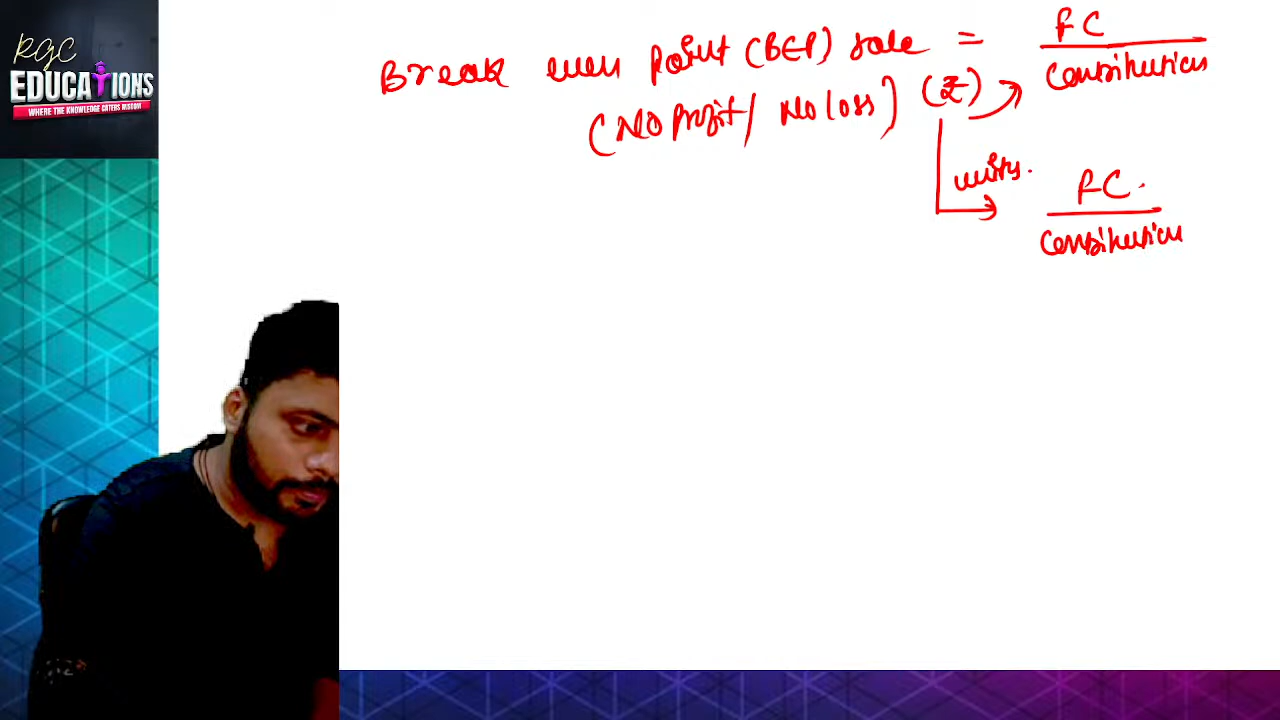 RGC
EDUCATIONS
WHERE THE KNOWLEDGE CATERS WISDOM
Break even Point (BEP) sale = FC
Contribution
(No Profit / No loss) (₹)
units.
FC
Contribution